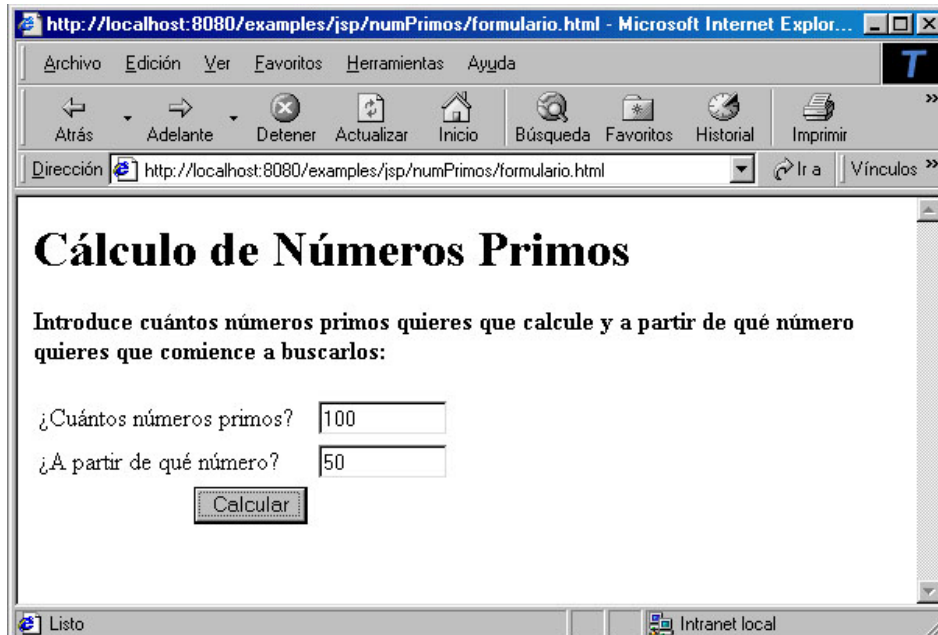 http://localhost:8080/examples/jsp/numPrimos/formulario.html - Microsoft Internet Explor...
Archivo Edición Ver Favoritos Herramientas Ayuda
Atrás Adelante Detener Actualizar Inicio Búsqueda Favoritos Historial Imprimir »
Dirección http://localhost:8080/examples/jsp/numPrimos/formulario.html Ir a Vínculos »
Cálculo de Números Primos
Introduce cuántos números primos quieres que calcule y a partir de qué número
quieres que comience a buscarlos:
¿Cuántos números primos? 100
¿A partir de qué número? 50
Calcular
Listo Intranet local